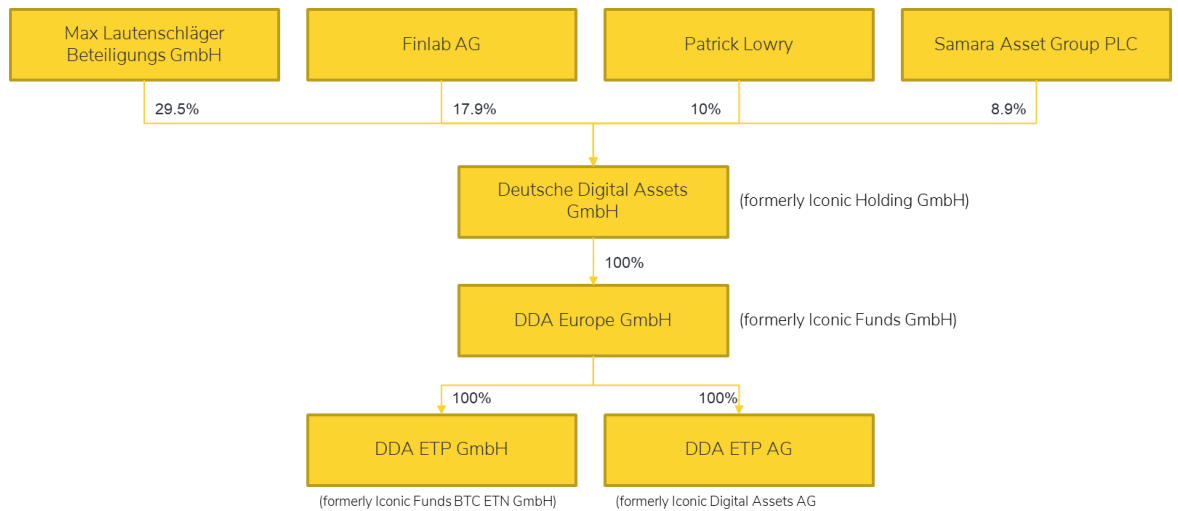 Max Lautenschläger
Beteiligungs GmbH
Finlab AG
Patrick Lowry
Samara Asset Group PLC
29.5%
17.9%
10%
8.9%
Deutsche Digital Assets
GmbH
(formerly Iconic Holding GmbH)
100%
DDA Europe GmbH
(formerly Iconic Funds GmbH)
100%
100%
DDA ETP GmbH
DDA ETP AG
(formerly Iconic Funds BTC ETN GmbH)
(formerly Iconic Digital Assets AG